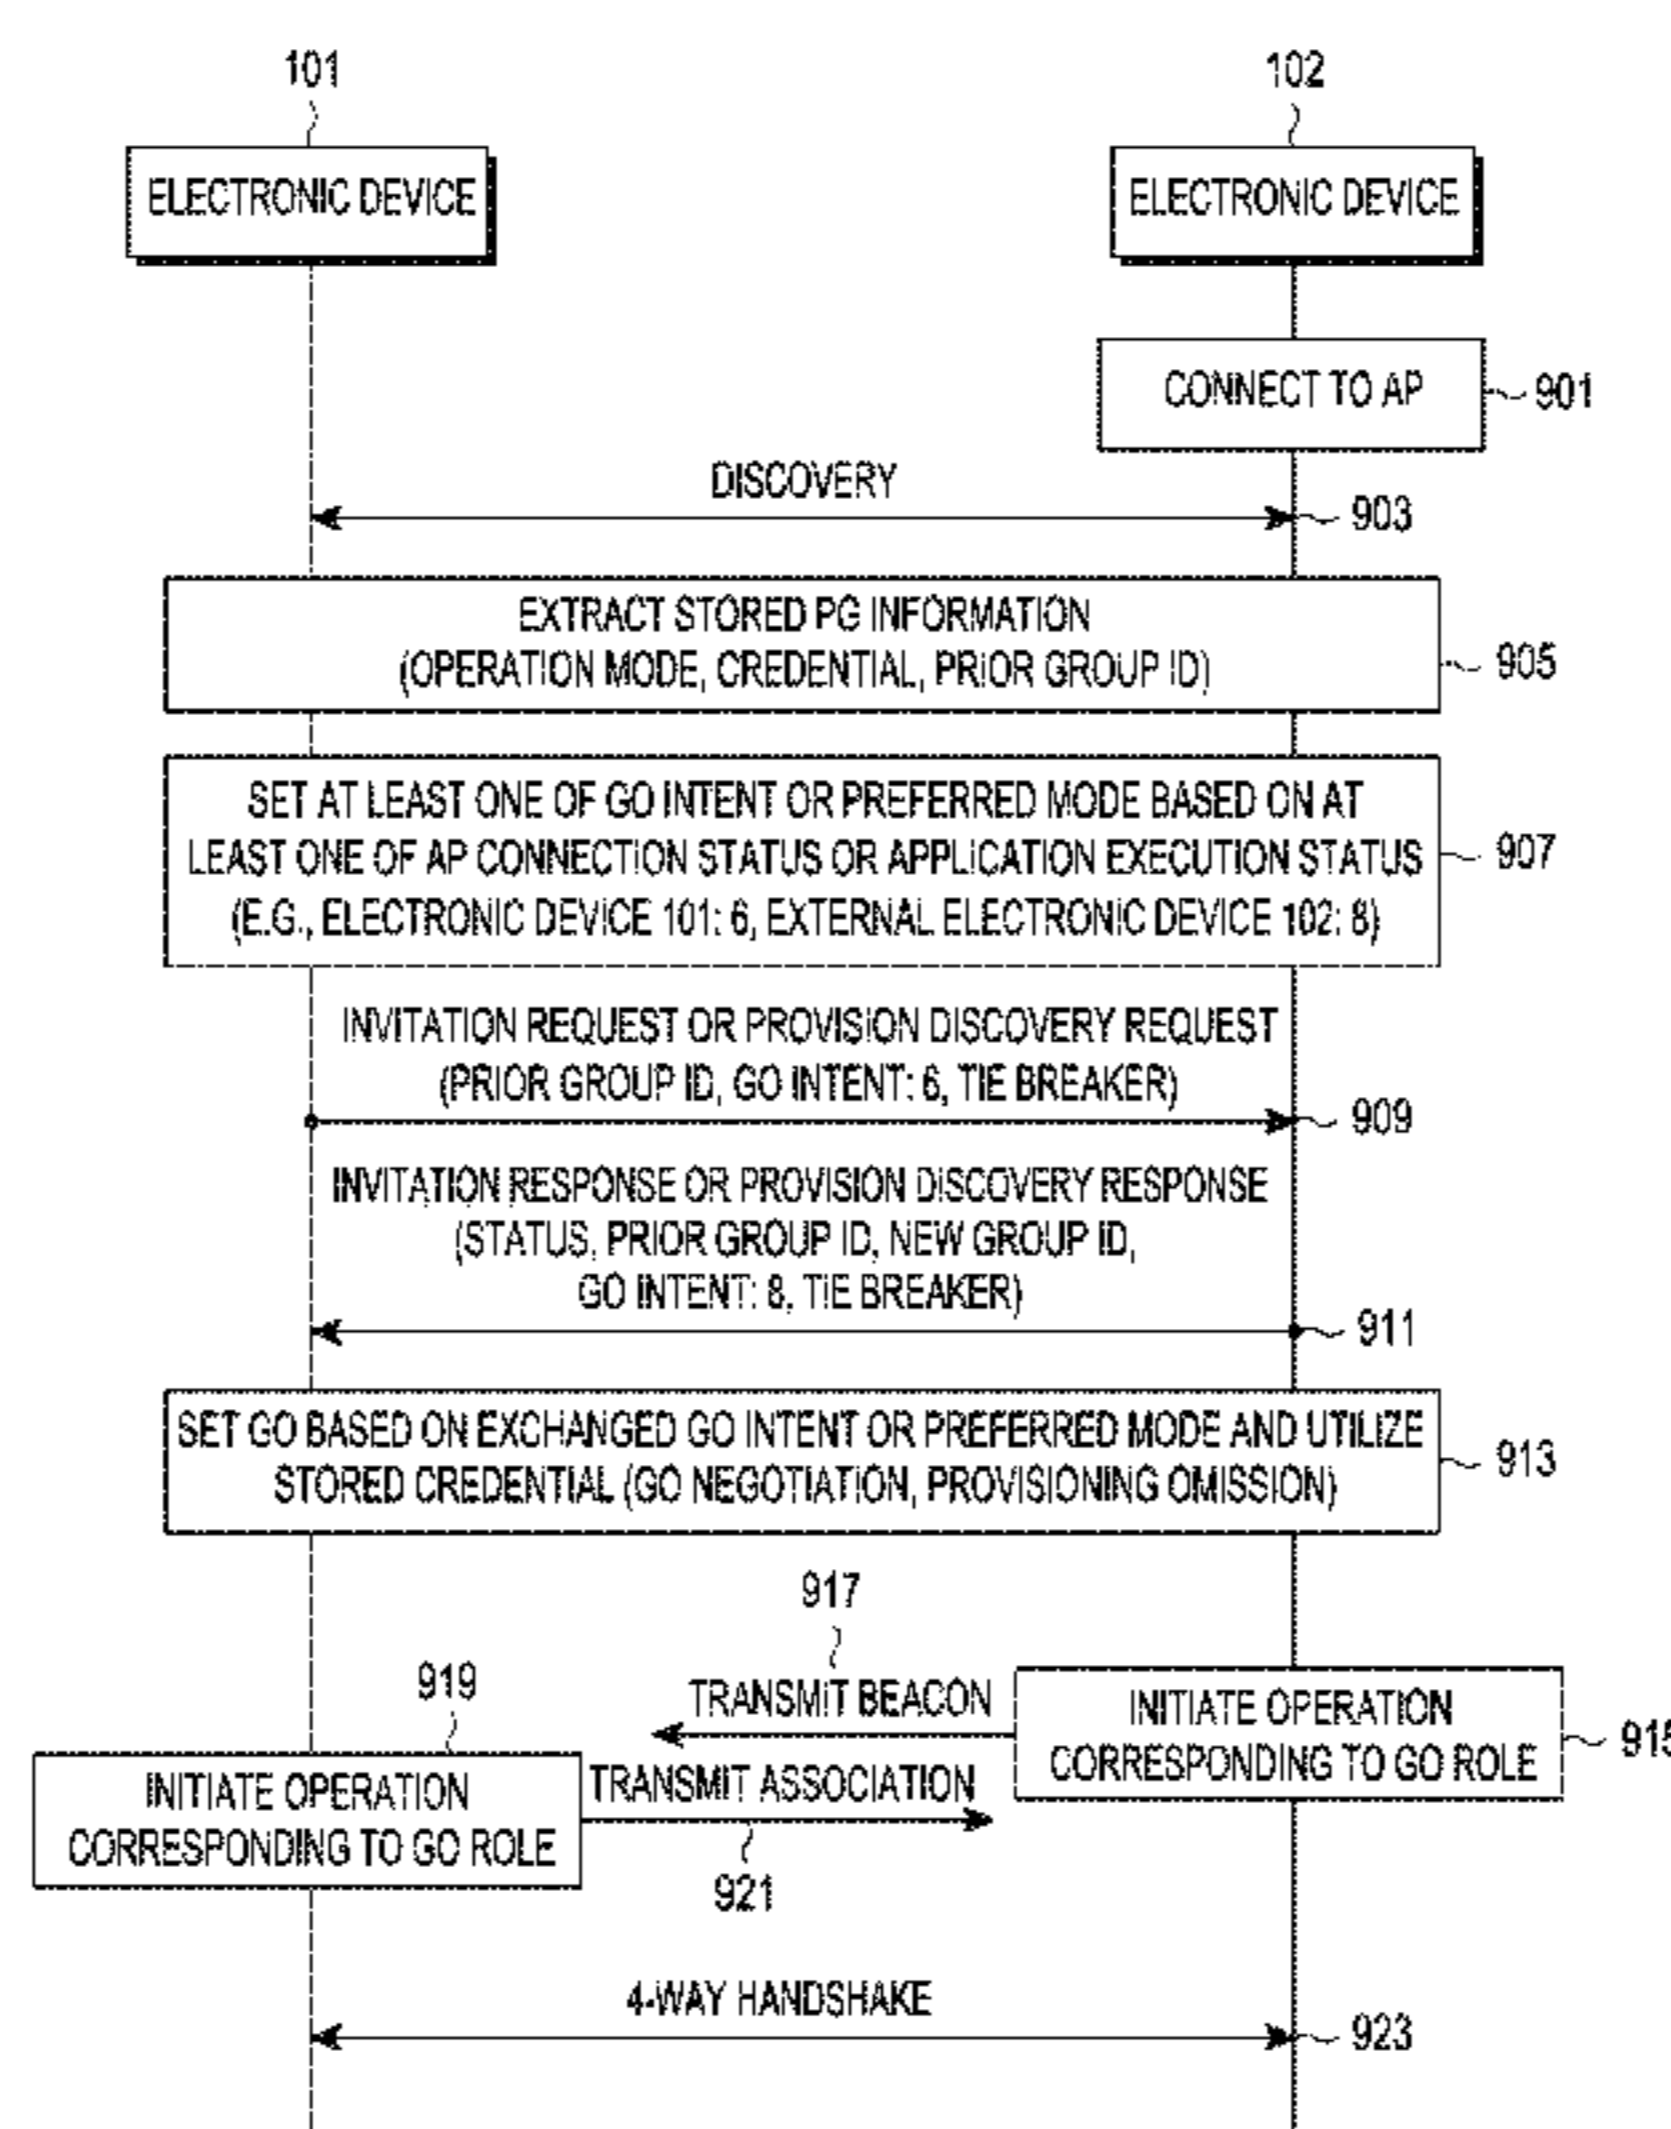 101
102
ELECTRONIC DEVICE
ELECTRONIC DEVICE
CONNECT TO AP
901
DISCOVERY
903
EXTRACT STORED PG INFORMATION
(OPERATION MODE, CREDENTIAL, PRIOR GROUP ID)
905
SET AT LEAST ONE OF GO INTENT OR PREFERRED MODE BASED ON AT
LEAST ONE OF AP CONNECTION STATUS OR APPLICATION EXECUTION STATUS
(E.G., ELECTRONIC DEVICE 101: 6, EXTERNAL ELECTRONIC DEVICE 102: 8)
907
INVITATION REQUEST OR PROVISION DISCOVERY REQUEST
(PRIOR GROUP ID, GO INTENT: 6, TIE BREAKER)
909
INVITATION RESPONSE OR PROVISION DISCOVERY RESPONSE
(STATUS, PRIOR GROUP ID, NEW GROUP ID,
GO INTENT: 8, TIE BREAKER)
911
SET GO BASED ON EXCHANGED GO INTENT OR PREFERRED MODE AND UTILIZE
STORED CREDENTIAL (GO NEGOTIATION, PROVISIONING OMISSION)
913
917
TRANSMIT BEACON
INITIATE OPERATION
CORRESPONDING TO GO ROLE
915
919
INITIATE OPERATION
CORRESPONDING TO GO ROLE
TRANSMIT ASSOCIATION
921
4-WAY HANDSHAKE
923